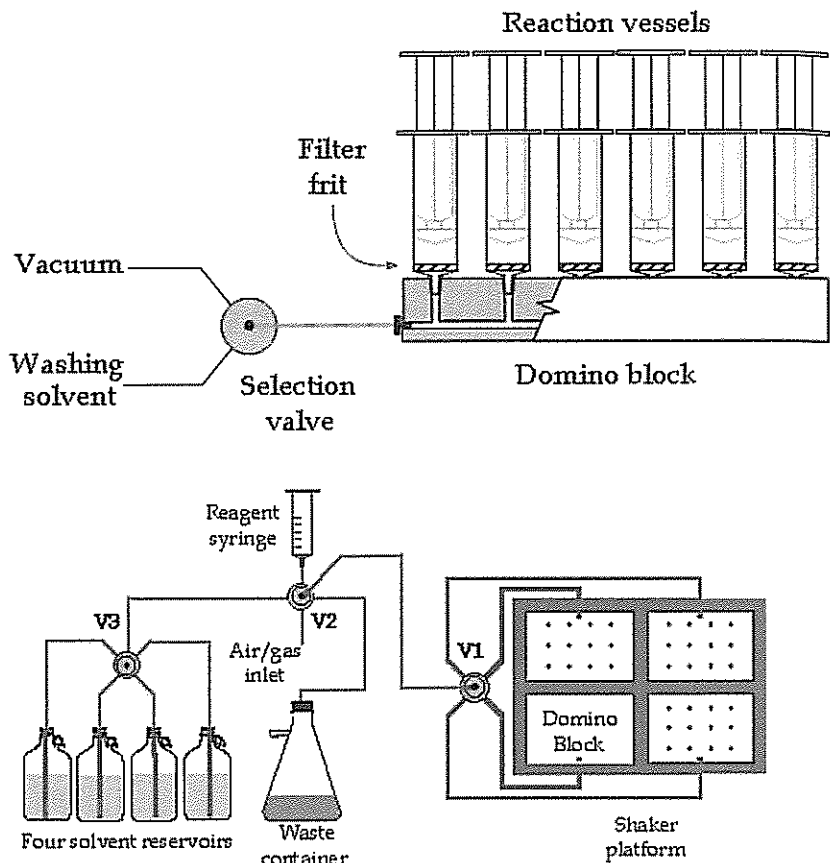 Reaction vessels
Filter
frit
Vacuum
Washing
solvent
Selection
valve
Domino block
Reagent
syringe
V3
V2
Air/gas
inlet
V1
Domino
Block
Four solvent reservoirs
Waste
container
Shaker
platform